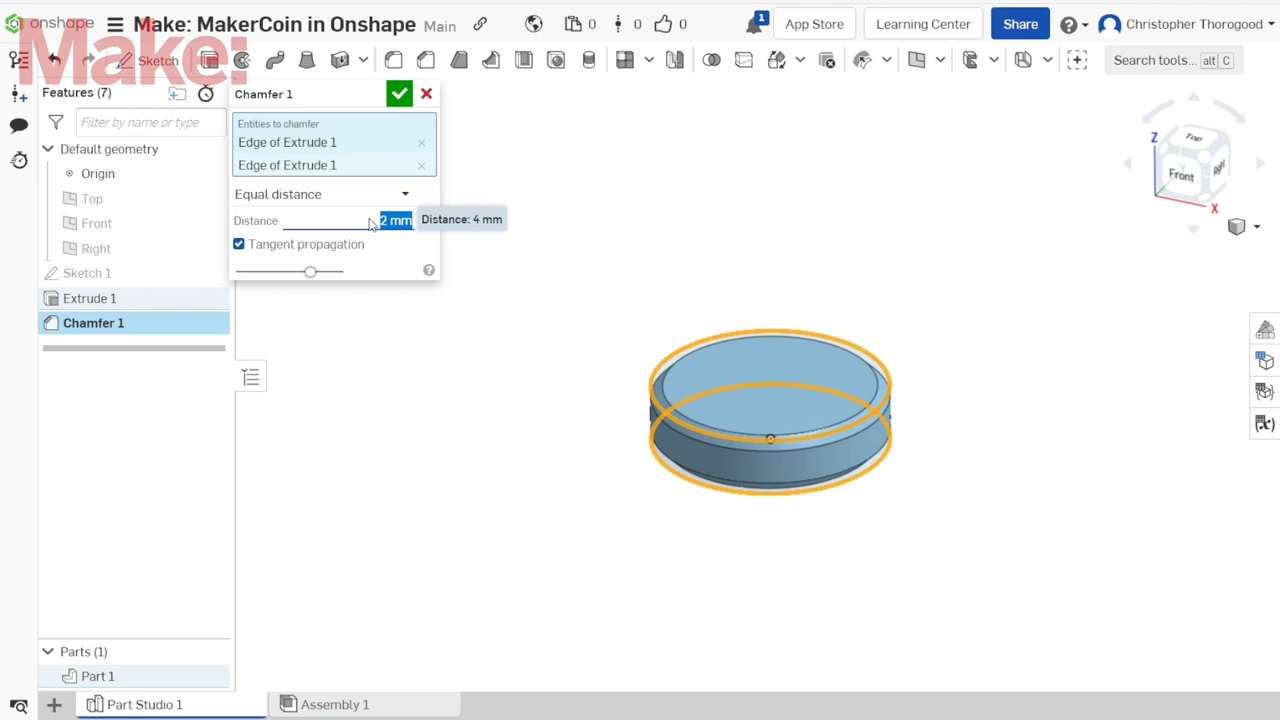 onshape
Make: MakerCoin in Onshape
Main
0
0
0
1
App Store
Learning Center
Share
Christopher Thorogood
Make:
Sketch
Search tools...
alt
C
Features (7)
Filter by name or type
Default geometry
Origin
Top
Front
Right
Sketch 1
Extrude 1
Chamfer 1
Chamfer 1
Entities to chamfer
Edge of Extrude 1
Edge of Extrude 1
Equal distance
Distance
2 mm
Distance: 4 mm
Tangent propagation
Z
Top
Front
Right
Y
X
(x)
Parts (1)
Part 1
Part Studio 1
Assembly 1